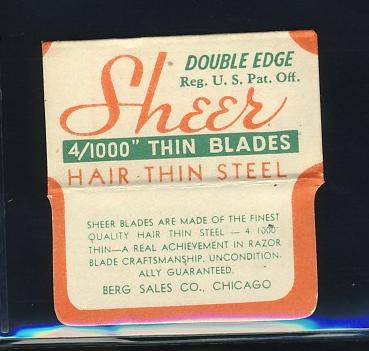 DOUBLE EDGE
Reg. U. S. Pat. Off.
Sheer
4/1000" THIN BLADES
HAIR-THIN STEEL
SHEER BLADES ARE MADE OF THE FINEST
QUALITY HAIR THIN STEEL — 4 1000"
THIN—A REAL ACHIEVEMENT IN RAZOR
BLADE CRAFTSMANSHIP. UNCONDITION-
ALLY GUARANTEED.
BERG SALES CO., CHICAGO